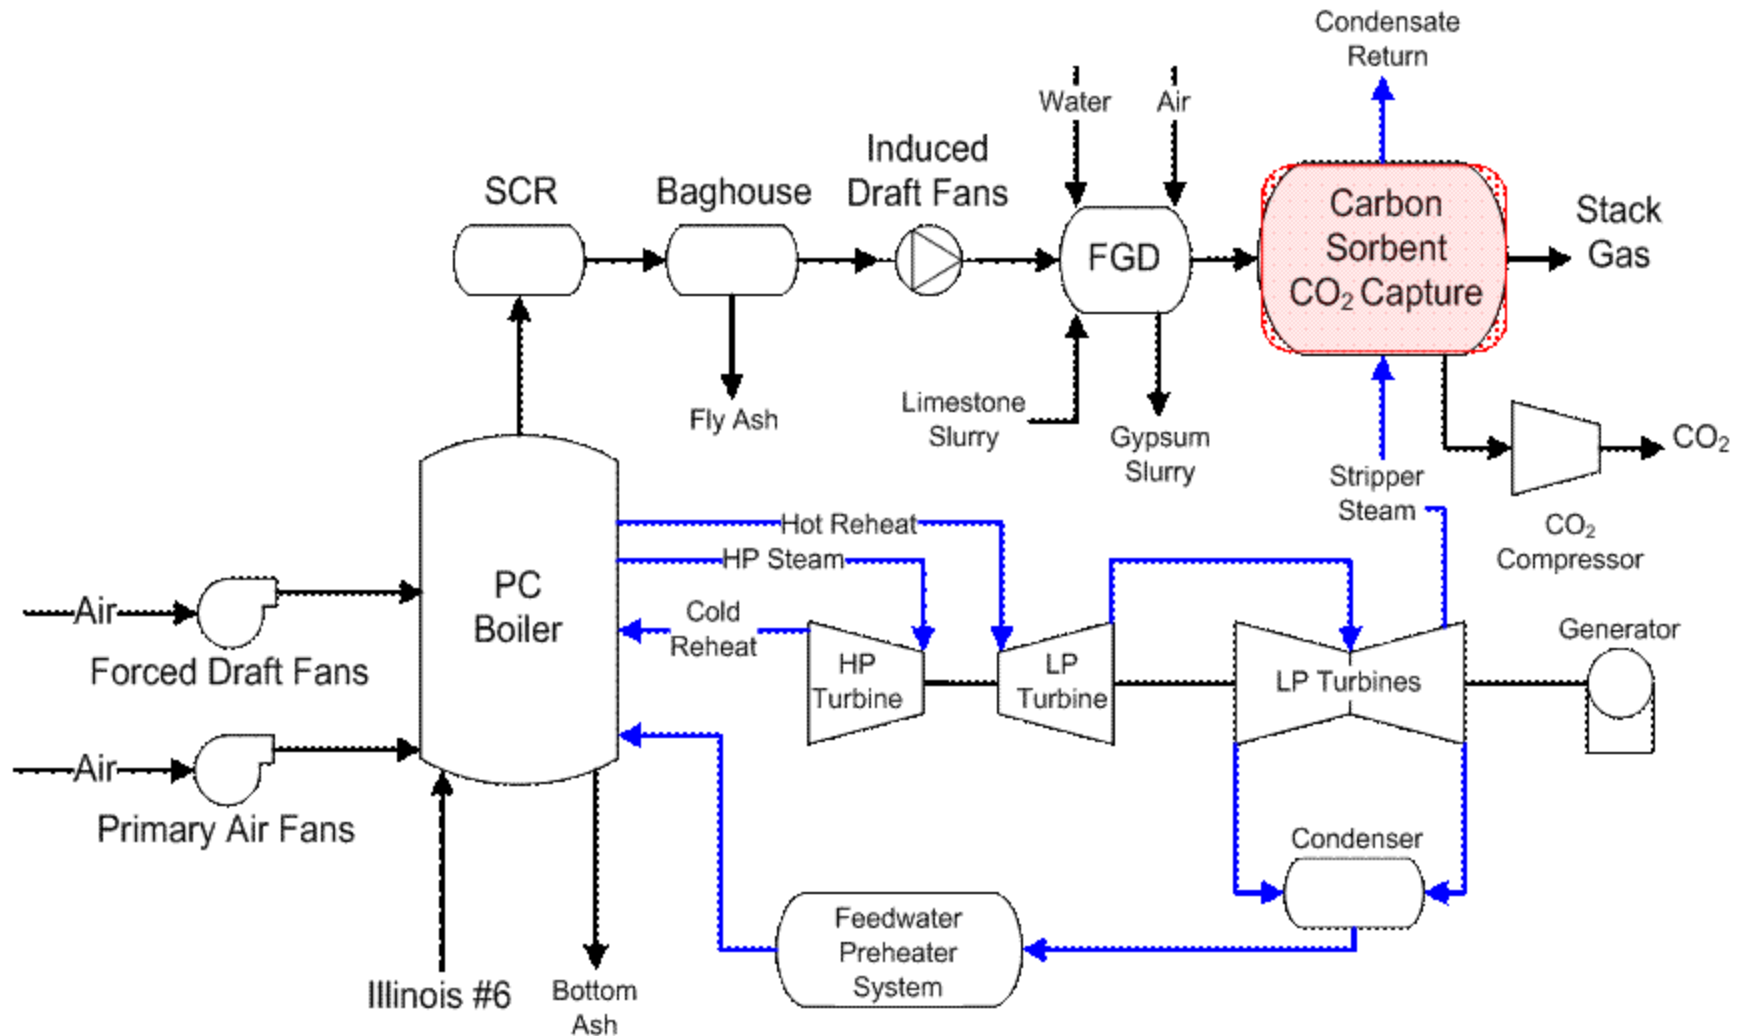 Condensate
Return
Water
Air
Induced
Draft Fans
SCR
Baghouse
FGD
Carbon
Sorbent
CO₂ Capture
Stack
Gas
Fly Ash
Limestone
Slurry
Gypsum
Slurry
Stripper
Steam
CO₂
CO₂
Compressor
Hot Reheat
HP Steam
Cold
Reheat
PC
Boiler
Air
Forced Draft Fans
HP
Turbine
LP
Turbine
LP Turbines
Generator
Air
Primary Air Fans
Condenser
Feedwater
Preheater
System
Illinois #6
Bottom
Ash